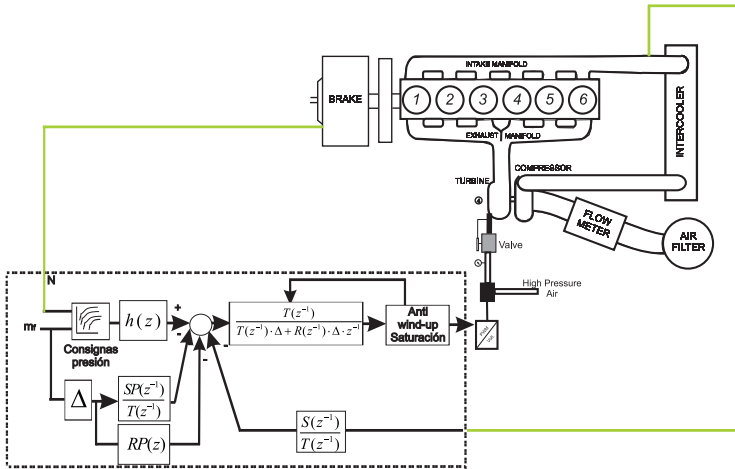 INTAKE MANIFOLD
BRAKE
1 2 3 4 5 6
EXHAUST MANIFOLD
INTERCOOLER
COMPRESSOR
TURBINE
FLOW
METER
AIR
FILTER
Valve
High Pressure
Air
N
mf
Consignas
presión
h(z)
+
-
-
-
T(z⁻¹)
T(z⁻¹)·Δ+R(z⁻¹)·Δ·z⁻¹
Anti
wind-up
Saturación
Δ
SP(z⁻¹)
T(z⁻¹)
RP(z)
S(z⁻¹)
T(z⁻¹)